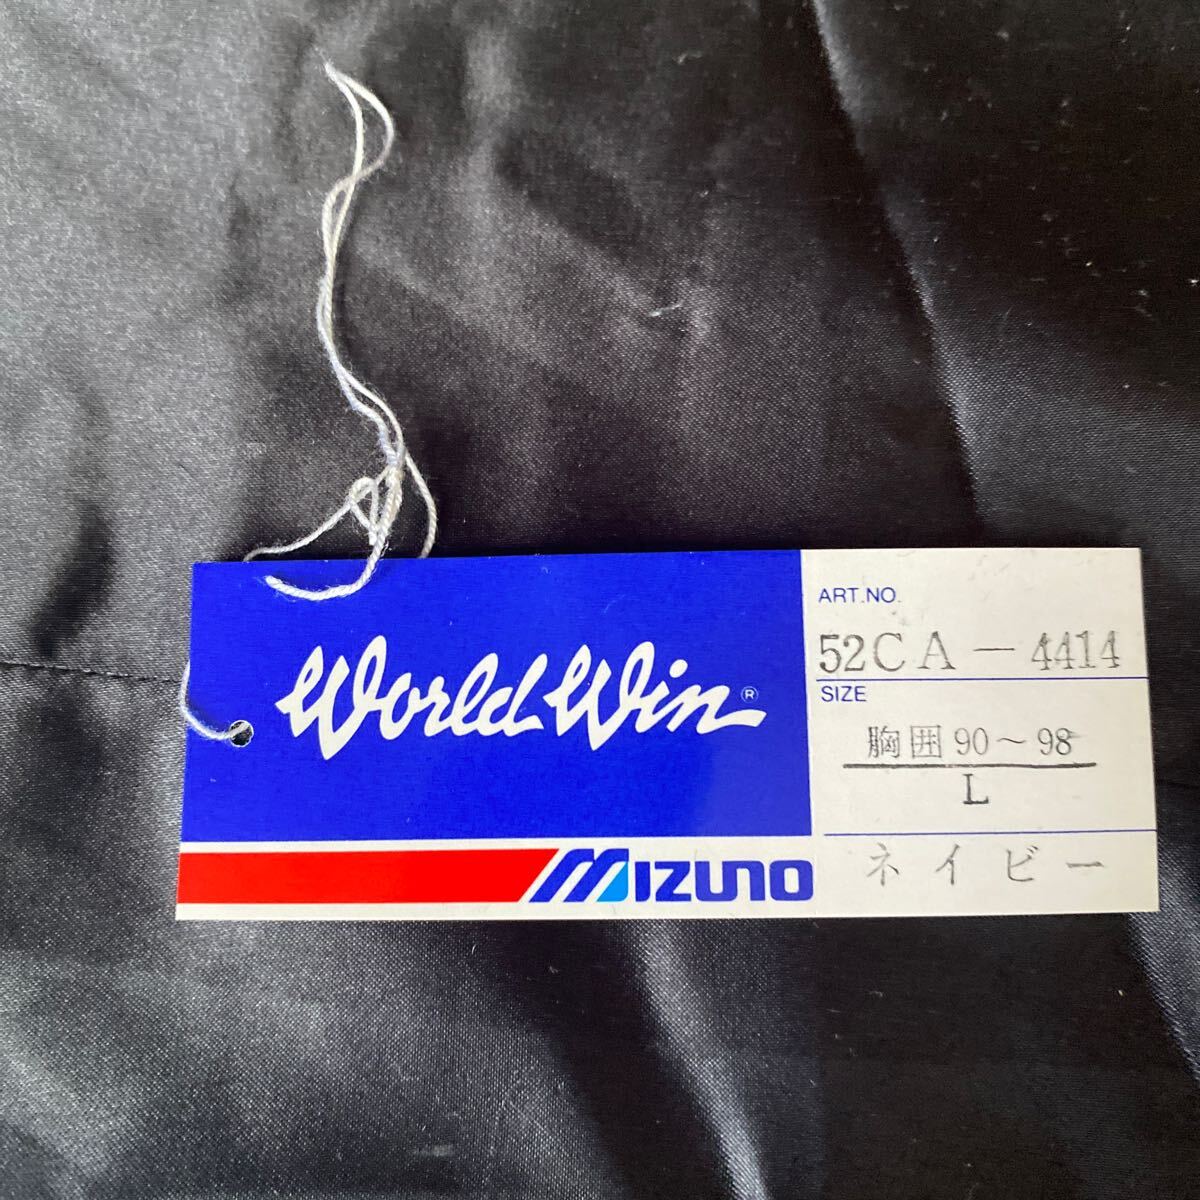 World Win®
MIZUNO
ART.NO.
52CA-4414
SIZE
胸囲90~98
L
ネイビー